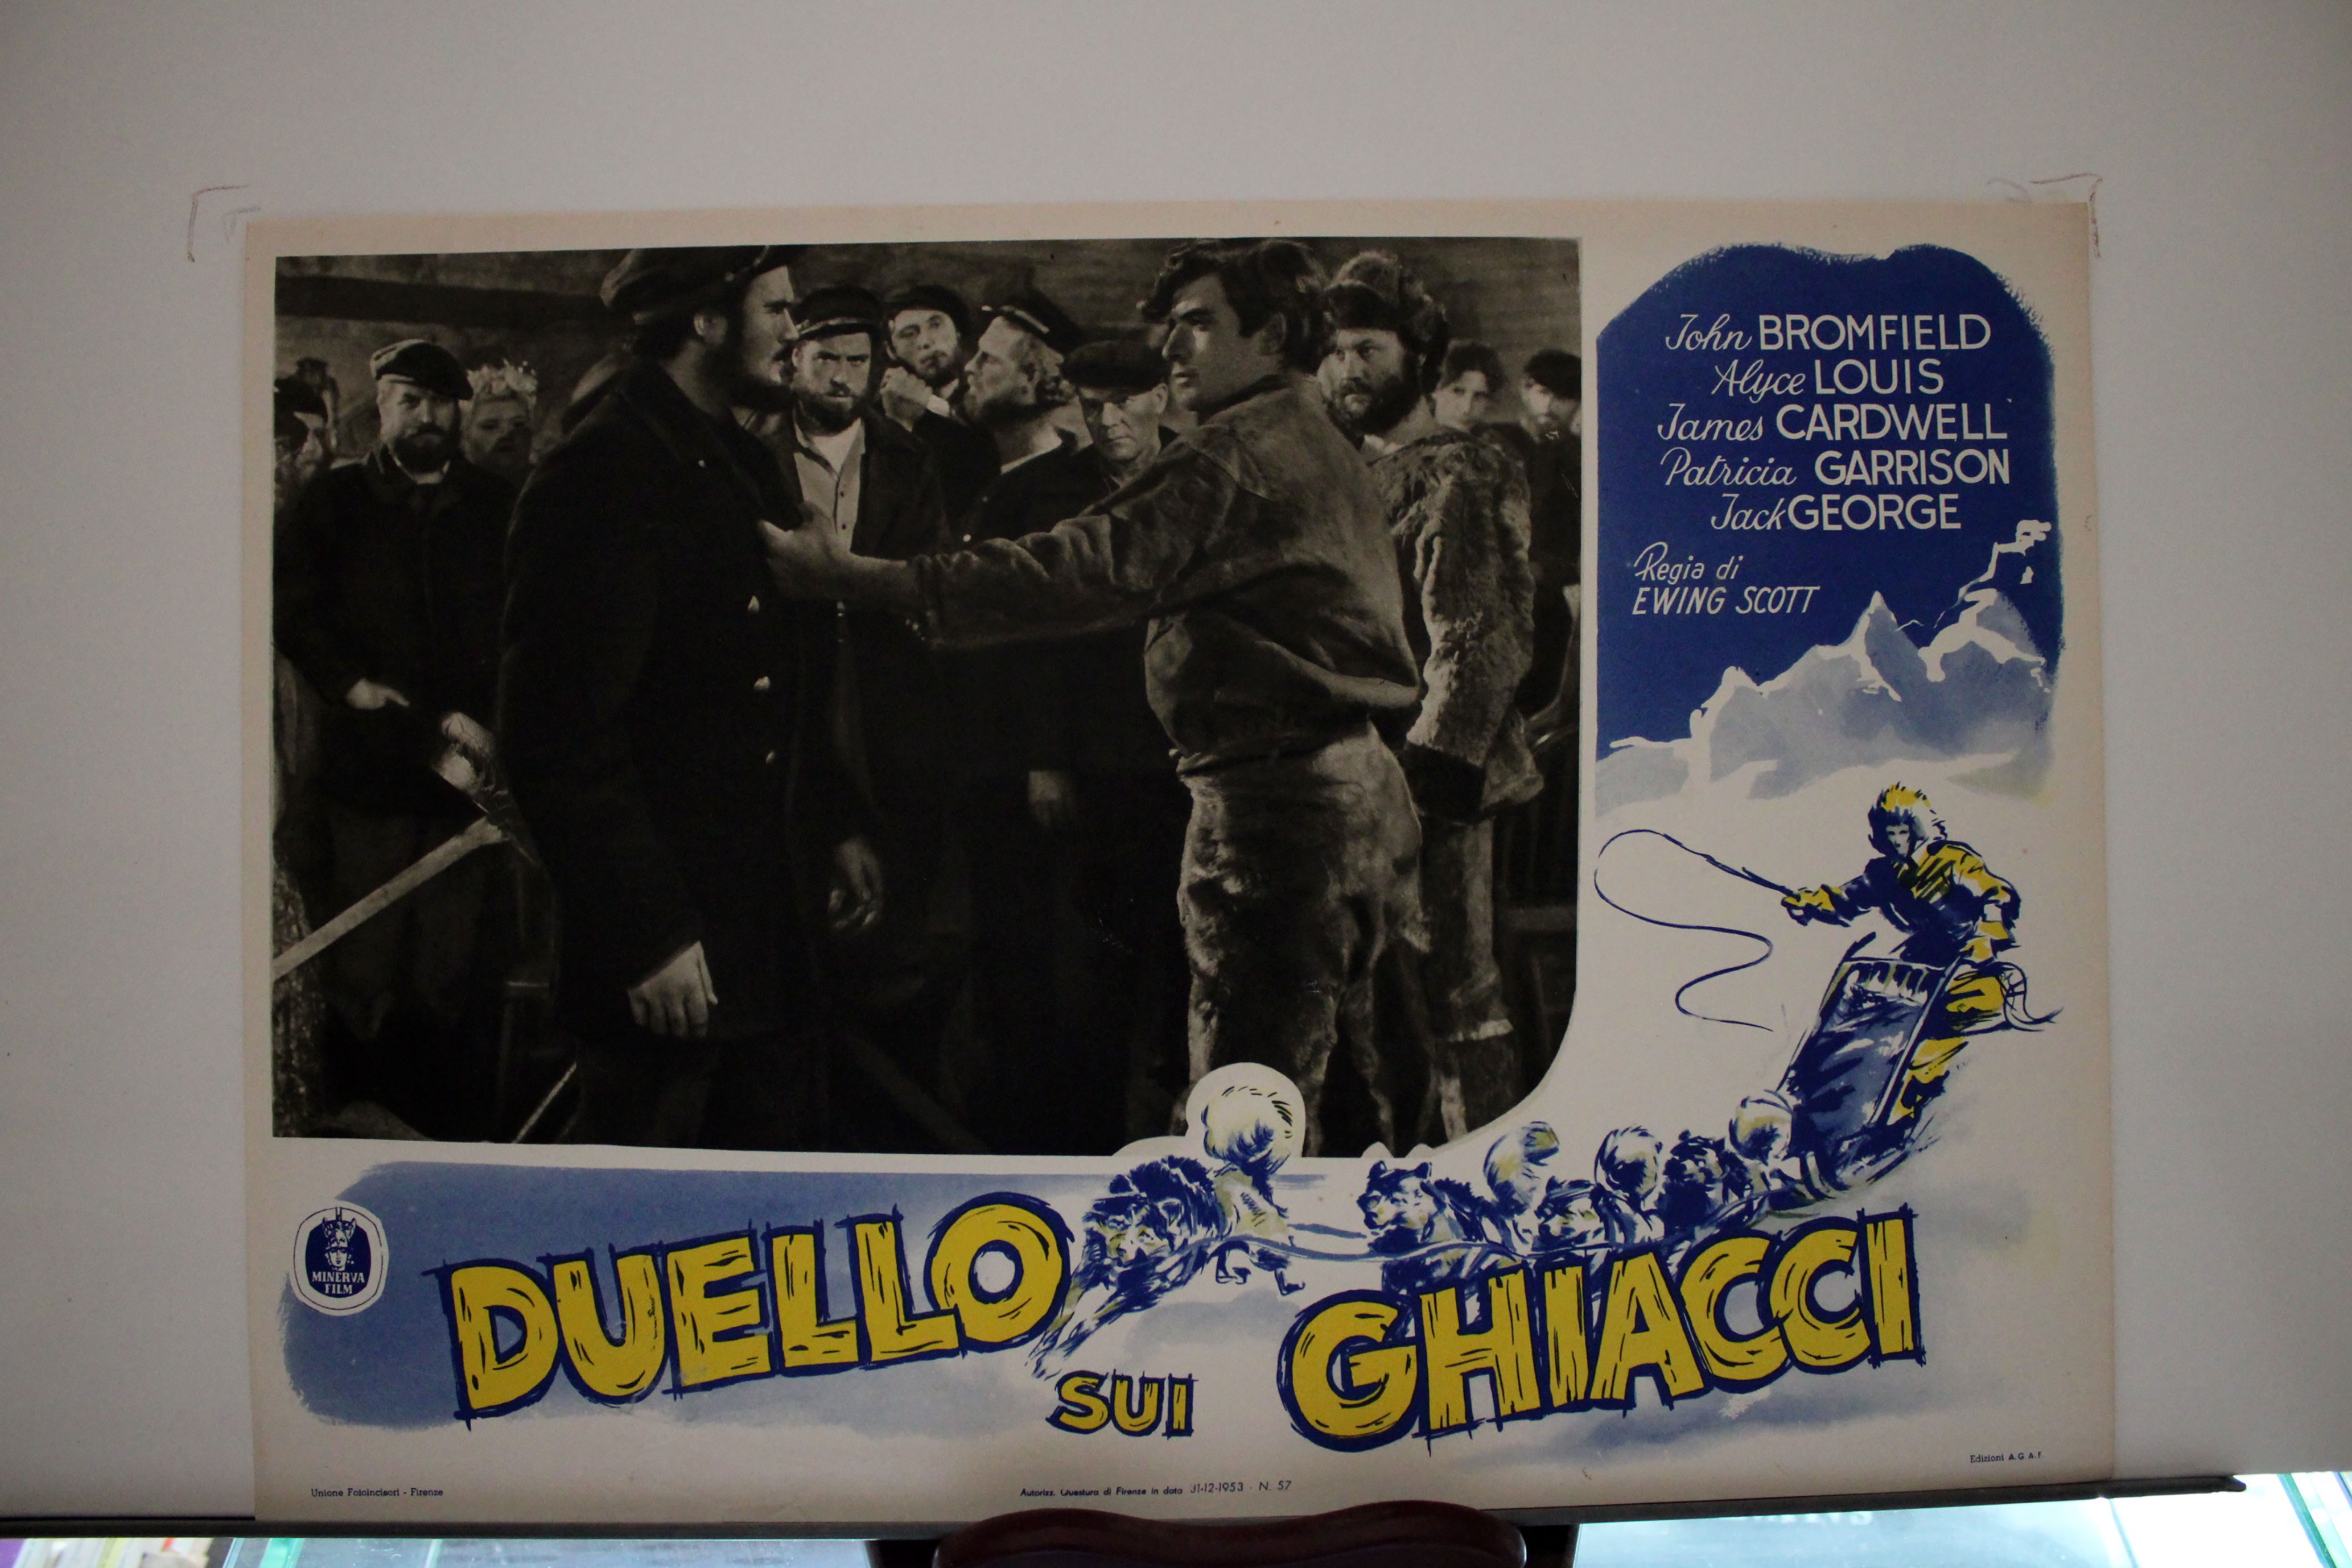 John BROMFIELD
Alyce LOUIS
James CARDWELL
Patricia GARRISON
Jack GEORGE
Regia di
EWING SCOTT
MINERVA
FILM
DUELLO
SUI
GHIACCI
Unione Fotoincisori - Firenze
Autorizz. Questura di Firenze in data 31-12-1953 - N. 57
Edizioni A.G.A.F.